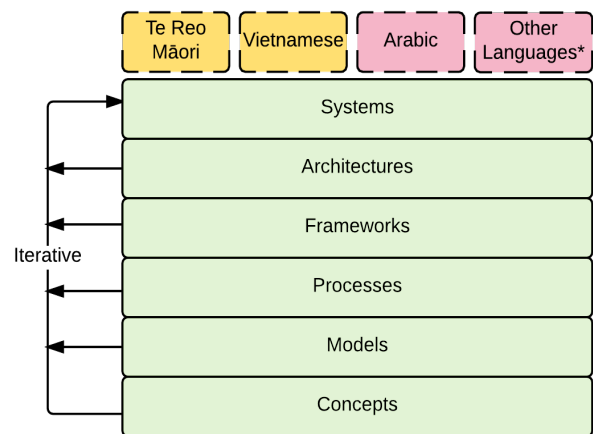 Te Reo
Māori
Vietnamese
Arabic
Other
Languages*
Systems
Architectures
Frameworks
Iterative
Processes
Models
Concepts